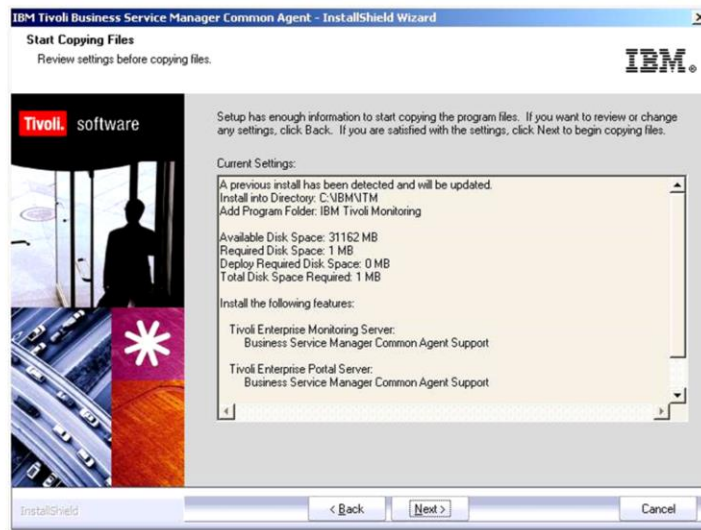 IBM Tivoli Business Service Manager Common Agent - InstallShield Wizard
Start Copying Files
Review settings before copying files.
IBM®
Tivoli. software
Setup has enough information to start copying the program files. If you want to review or change
any settings, click Back. If you are satisfied with the settings, click Next to begin copying files.
Current Settings:
A previous install has been detected and will be updated.
Install into Directory: C:\IBM\ITM
Add Program Folder: IBM Tivoli Monitoring
Available Disk Space: 31162 MB
Required Disk Space: 1 MB
Deploy Required Disk Space: 0 MB
Total Disk Space Required: 1 MB
Install the following features:
Tivoli Enterprise Monitoring Server:
Business Service Manager Common Agent Support
Tivoli Enterprise Portal Server:
Business Service Manager Common Agent Support
InstallShield
< Back
Next >
Cancel